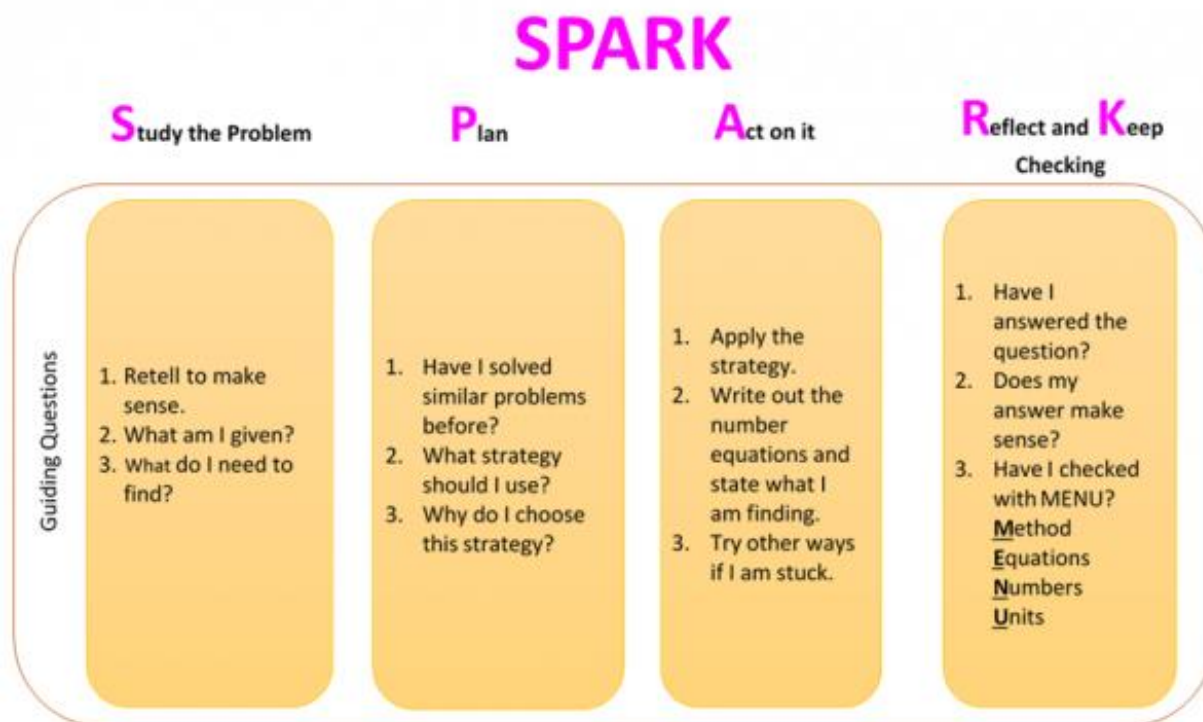 SPARK
Study the Problem
Plan
Act on it
Reflect and Keep
Checking
Guiding Questions
1. Retell to make
sense.
2. What am I given?
3. What do I need to
find?
1. Have I solved
similar problems
before?
2. What strategy
should I use?
3. Why do I choose
this strategy?
1. Apply the
strategy.
2. Write out the
number
equations and
state what I
am finding.
3. Try other ways
if I am stuck.
1. Have I
answered the
question?
2. Does my
answer make
sense?
3. Have I checked
with MENU?
Method
Equations
Numbers
Units